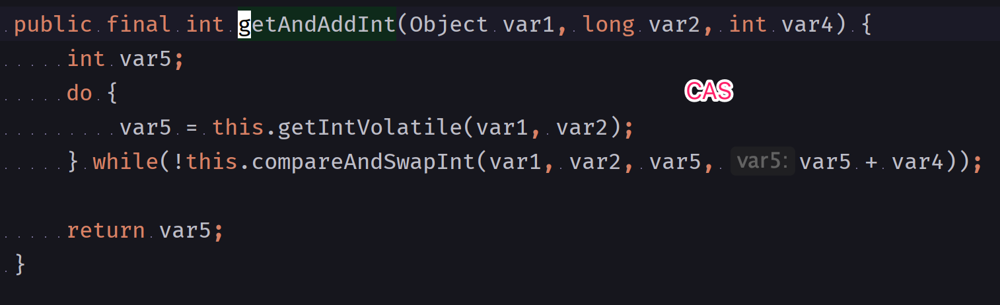 public final int getAndAddInt(Object var1, long var2, int var4) {
int var5;
do {
CAS
var5 = this.getIntVolatile(var1, var2);
} while(!this.compareAndSwapInt(var1, var2, var5, var5: var5 + var4));
return var5;
}